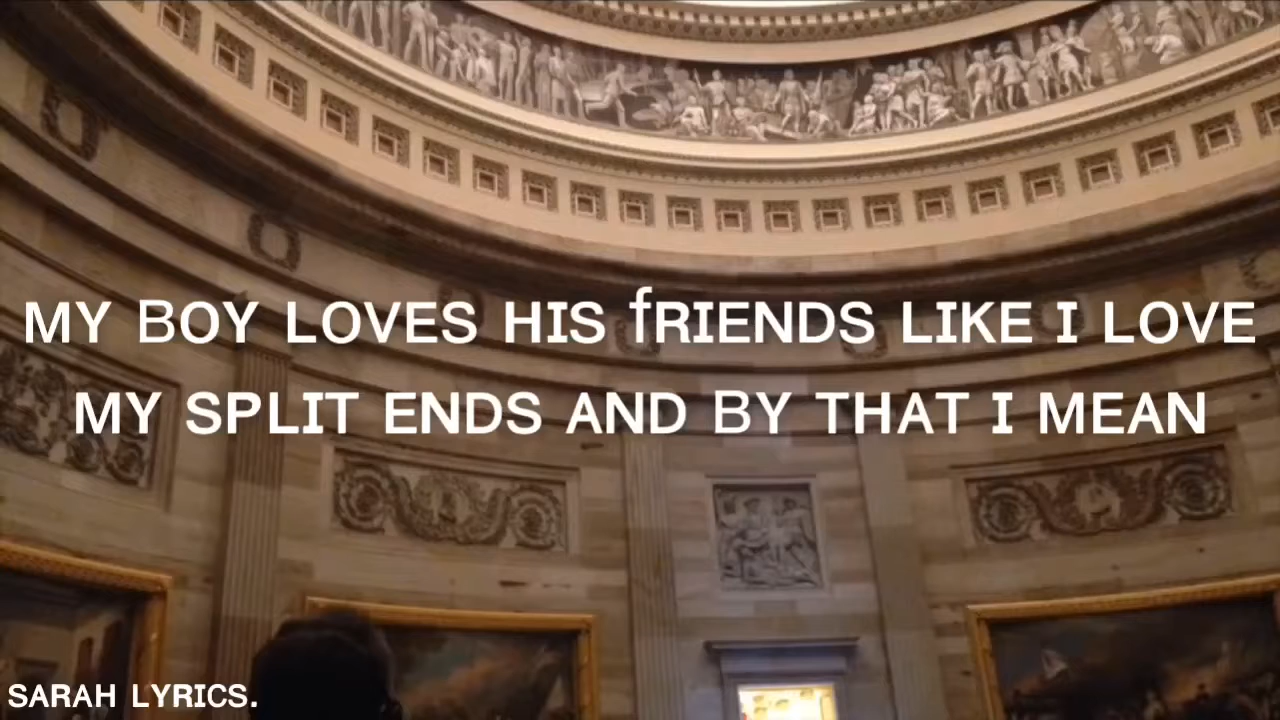 MY BOY LOVES HIS fRIENDS LIKE I LOVE
MY SPLIT ENDS AND BY THAT I MEAN
SARAH LYRICS.